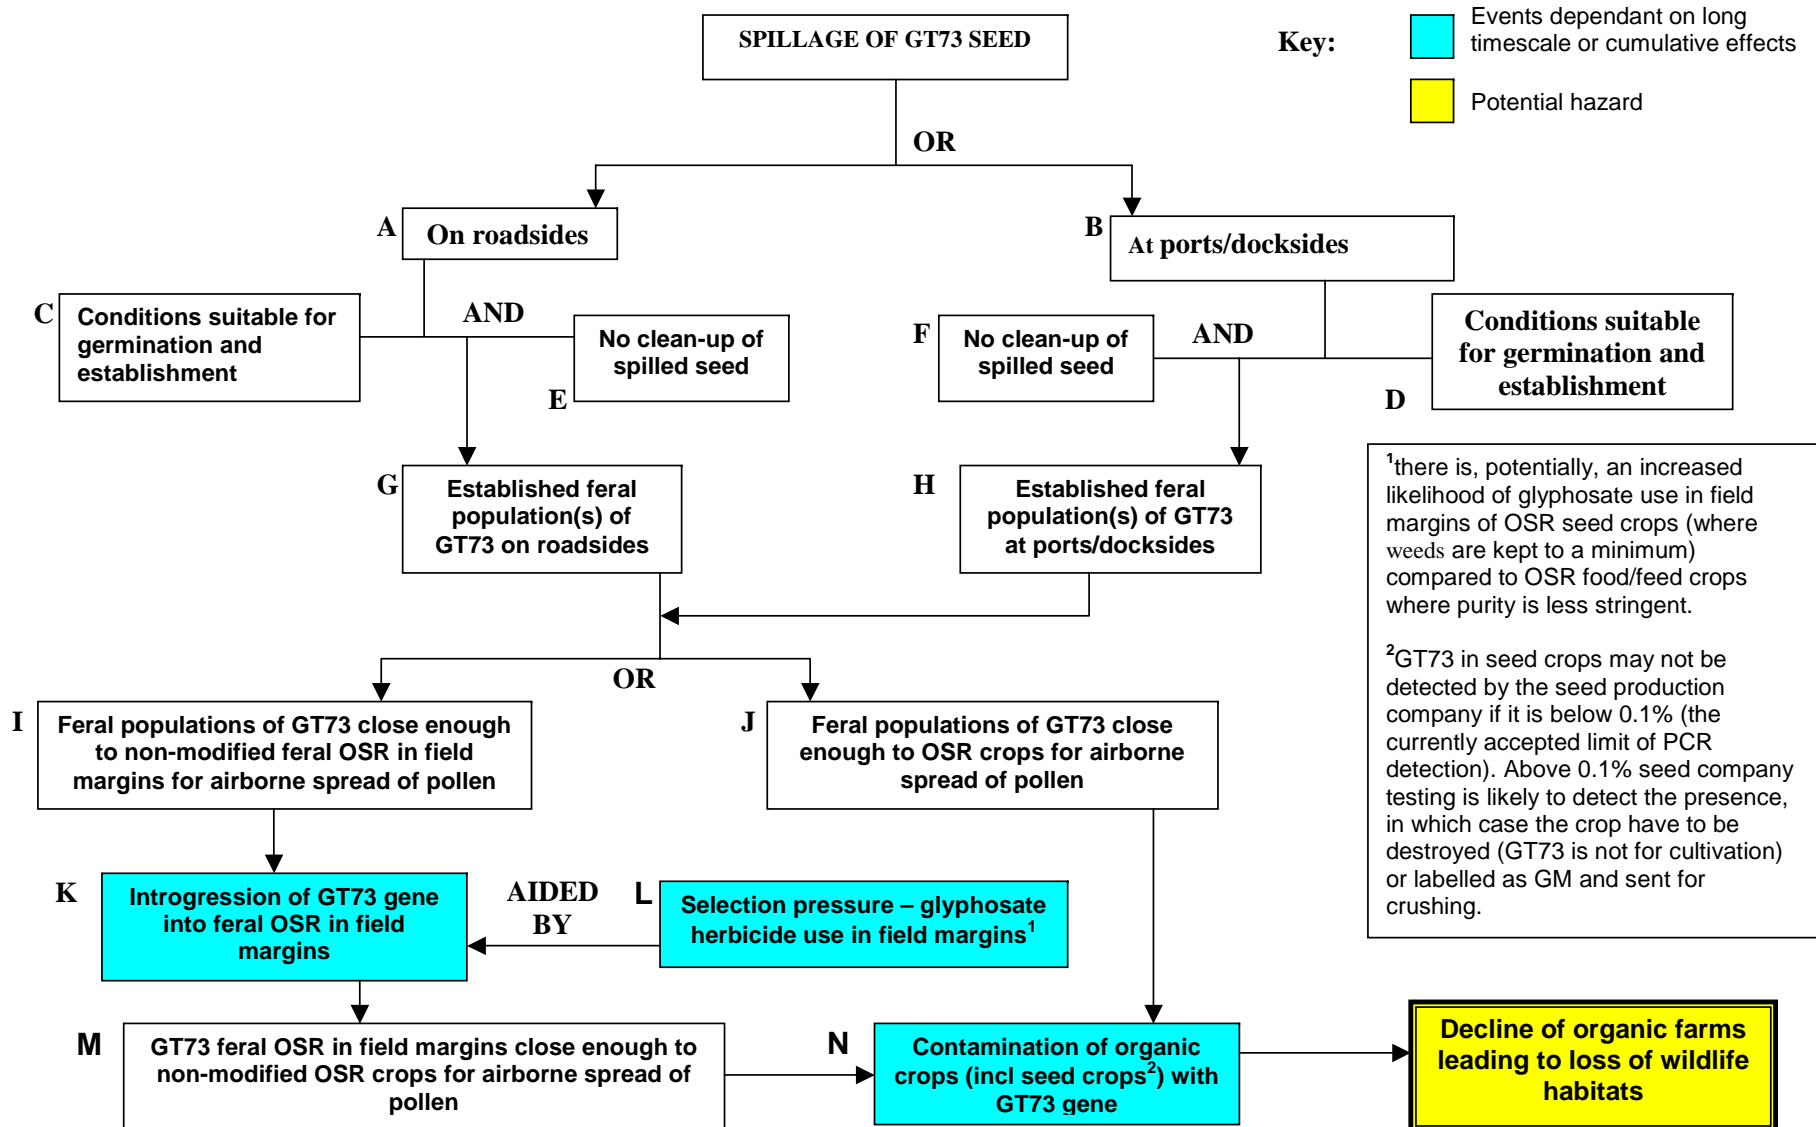 SPILLAGE OF GT73 SEED
Key:
Events dependant on long
timescale or cumulative effects
Potential hazard
OR
A
On roadsides
B
At ports/docksides
C
Conditions suitable for
germination and
establishment
AND
No clean-up of
spilled seed
E
F
No clean-up of
spilled seed
AND
Conditions suitable
for germination and
establishment
D
G
Established feral
population(s) of
GT73 on roadsides
H
Established feral
population(s) of GT73
at ports/docksides
¹there is, potentially, an increased
likelihood of glyphosate use in field
margins of OSR seed crops (where
weeds are kept to a minimum)
compared to OSR food/feed crops
where purity is less stringent.
²GT73 in seed crops may not be
detected by the seed production
company if it is below 0.1% (the
currently accepted limit of PCR
detection). Above 0.1% seed company
testing is likely to detect the presence,
in which case the crop have to be
destroyed (GT73 is not for cultivation)
or labelled as GM and sent for
crushing.
OR
I
Feral populations of GT73 close enough
to non-modified feral OSR in field
margins for airborne spread of pollen
J
Feral populations of GT73 close
enough to OSR crops for airborne
spread of pollen
K
Introgression of GT73 gene
into feral OSR in field
margins
AIDED
BY
L
Selection pressure – glyphosate
herbicide use in field margins¹
M
GT73 feral OSR in field margins close enough to
non-modified OSR crops for airborne spread of
pollen
N
Contamination of organic
crops (incl seed crops²) with
GT73 gene
Decline of organic farms
leading to loss of wildlife
habitats